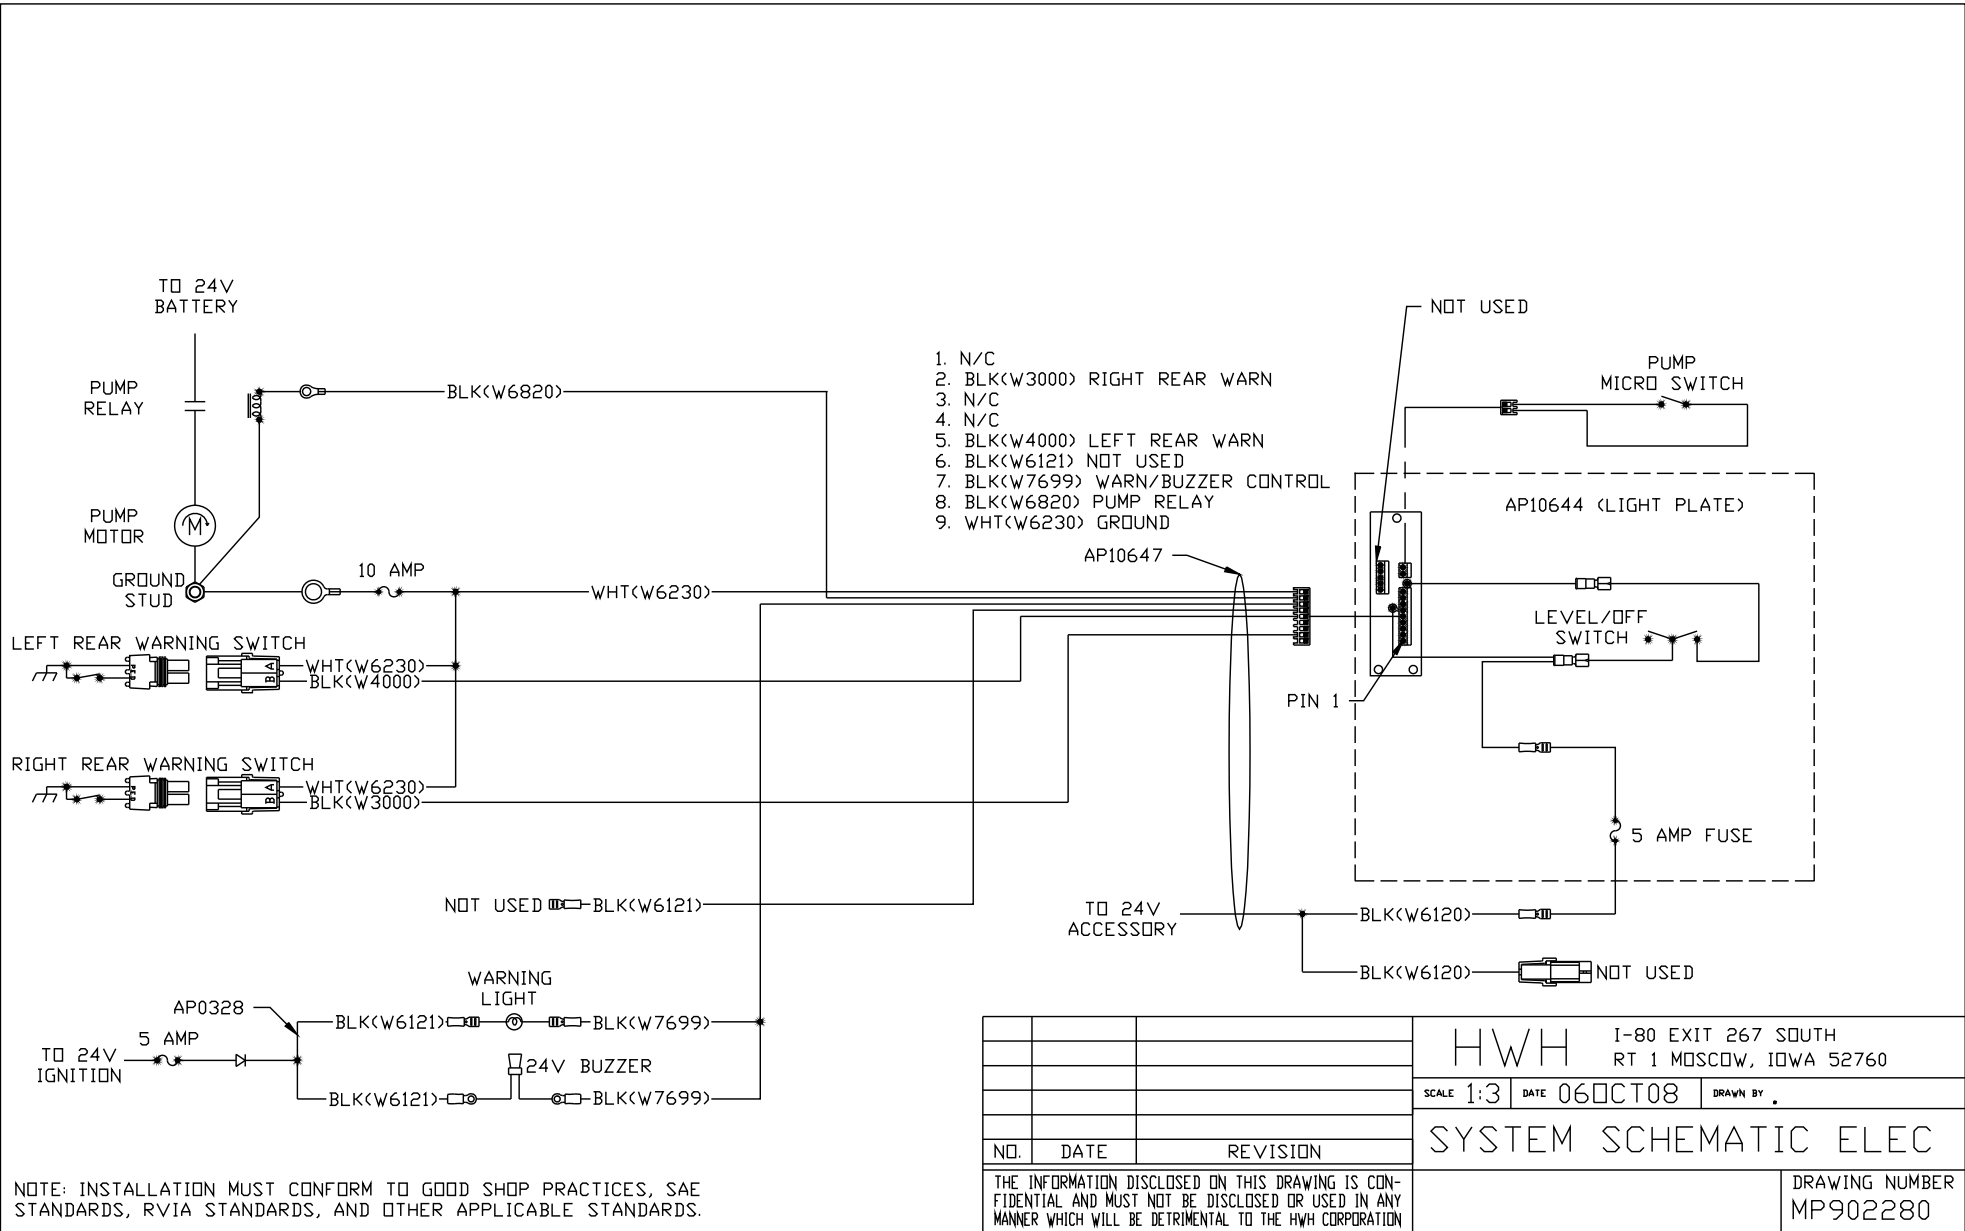 TO 24V
BATTERY
NOT USED
1. N/C
2. BLK(W3000) RIGHT REAR WARN
3. N/C
4. N/C
5. BLK(W4000) LEFT REAR WARN
6. BLK(W6121) NOT USED
7. BLK(W7699) WARN/BUZZER CONTROL
8. BLK(W6820) PUMP RELAY
9. WHT(W6230) GROUND
PUMP
MICRO SWITCH
PUMP
RELAY
BLK(W6820)
AP10644 (LIGHT PLATE)
PUMP
MOTOR
M
AP10647
GROUND
STUD
10 AMP
WHT(W6230)
LEVEL/OFF
SWITCH
LEFT REAR WARNING SWITCH
A
B
WHT(W6230)
BLK(W4000)
PIN 1
RIGHT REAR WARNING SWITCH
A
B
WHT(W6230)
BLK(W3000)
5 AMP FUSE
NOT USED
BLK(W6121)
TO 24V
ACCESSORY
BLK(W6120)
BLK(W6120)
NOT USED
WARNING
LIGHT
AP0328
BLK(W6121)
BLK(W7699)
5 AMP
TO 24V
IGNITION
24V BUZZER
BLK(W6121)
BLK(W7699)
HWH
I-80 EXIT 267 SOUTH
RT 1 MOSCOW, IOWA 52760
SCALE 1:3
DATE 06OCT08
DRAWN BY .
SYSTEM SCHEMATIC ELEC
NO.
DATE
REVISION
THE INFORMATION DISCLOSED ON THIS DRAWING IS CON-
FIDENTIAL AND MUST NOT BE DISCLOSED OR USED IN ANY
MANNER WHICH WILL BE DETRIMENTAL TO THE HWH CORPORATION
DRAWING NUMBER
MP902280
NOTE: INSTALLATION MUST CONFORM TO GOOD SHOP PRACTICES, SAE
STANDARDS, RVIA STANDARDS, AND OTHER APPLICABLE STANDARDS.